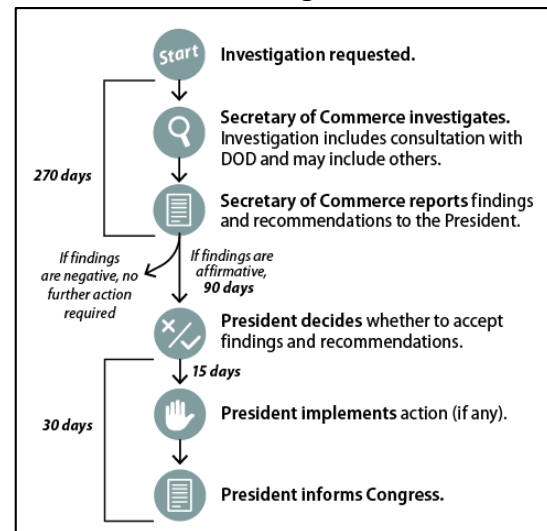 Start
Investigation requested.
Secretary of Commerce investigates.
Investigation includes consultation with
DOD and may include others.
270 days
Secretary of Commerce reports findings
and recommendations to the President.
If findings
are negative, no
further action
required
If findings are
affirmative,
90 days
President decides whether to accept
findings and recommendations.
15 days
30 days
President implements action (if any).
President informs Congress.